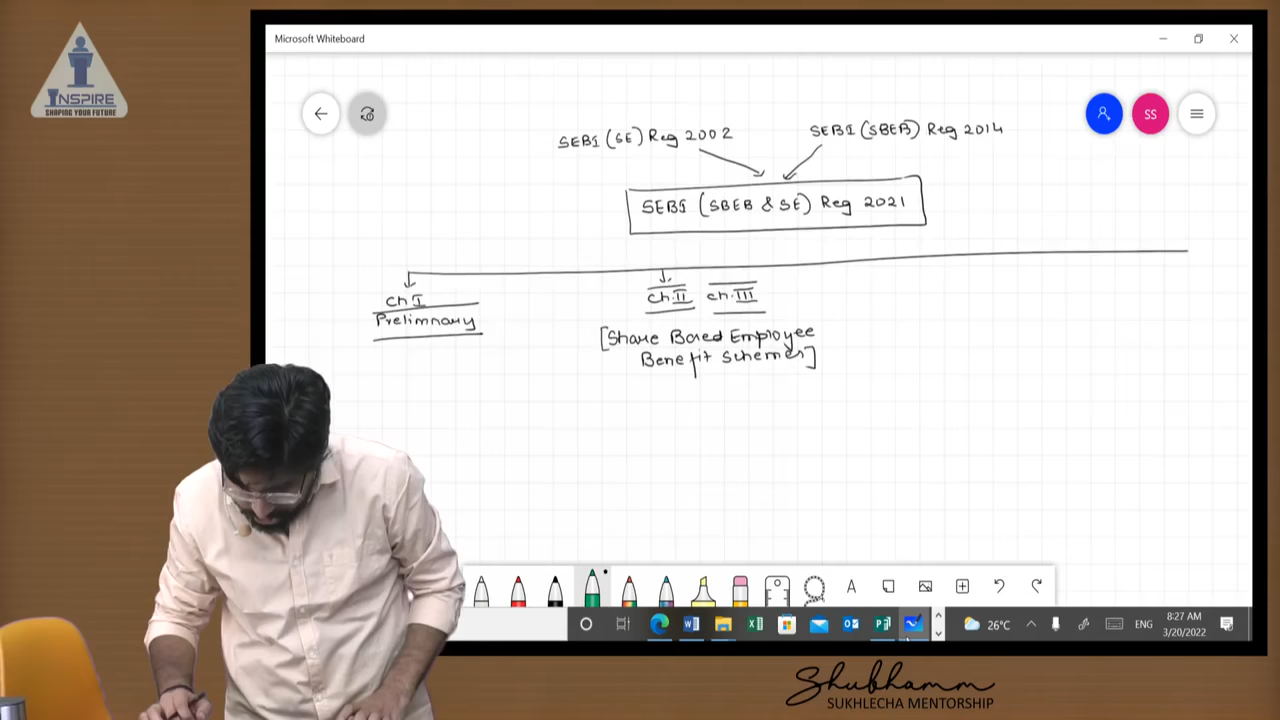 INSPIRE
SHAPING YOUR FUTURE
Microsoft Whiteboard
SS
SEBI (SE) Reg 2002
SEBI (SBEB) Reg 2014
SEBI (SBEB & SE) Reg 2021
Ch I
Prelimnary
Ch. II
Ch. III
[Share Based Employee
Benefit Schemes]
A
26°C
ENG
8:27 AM
3/20/2022
Shubhamm
SUKHLECHA MENTORSHIP